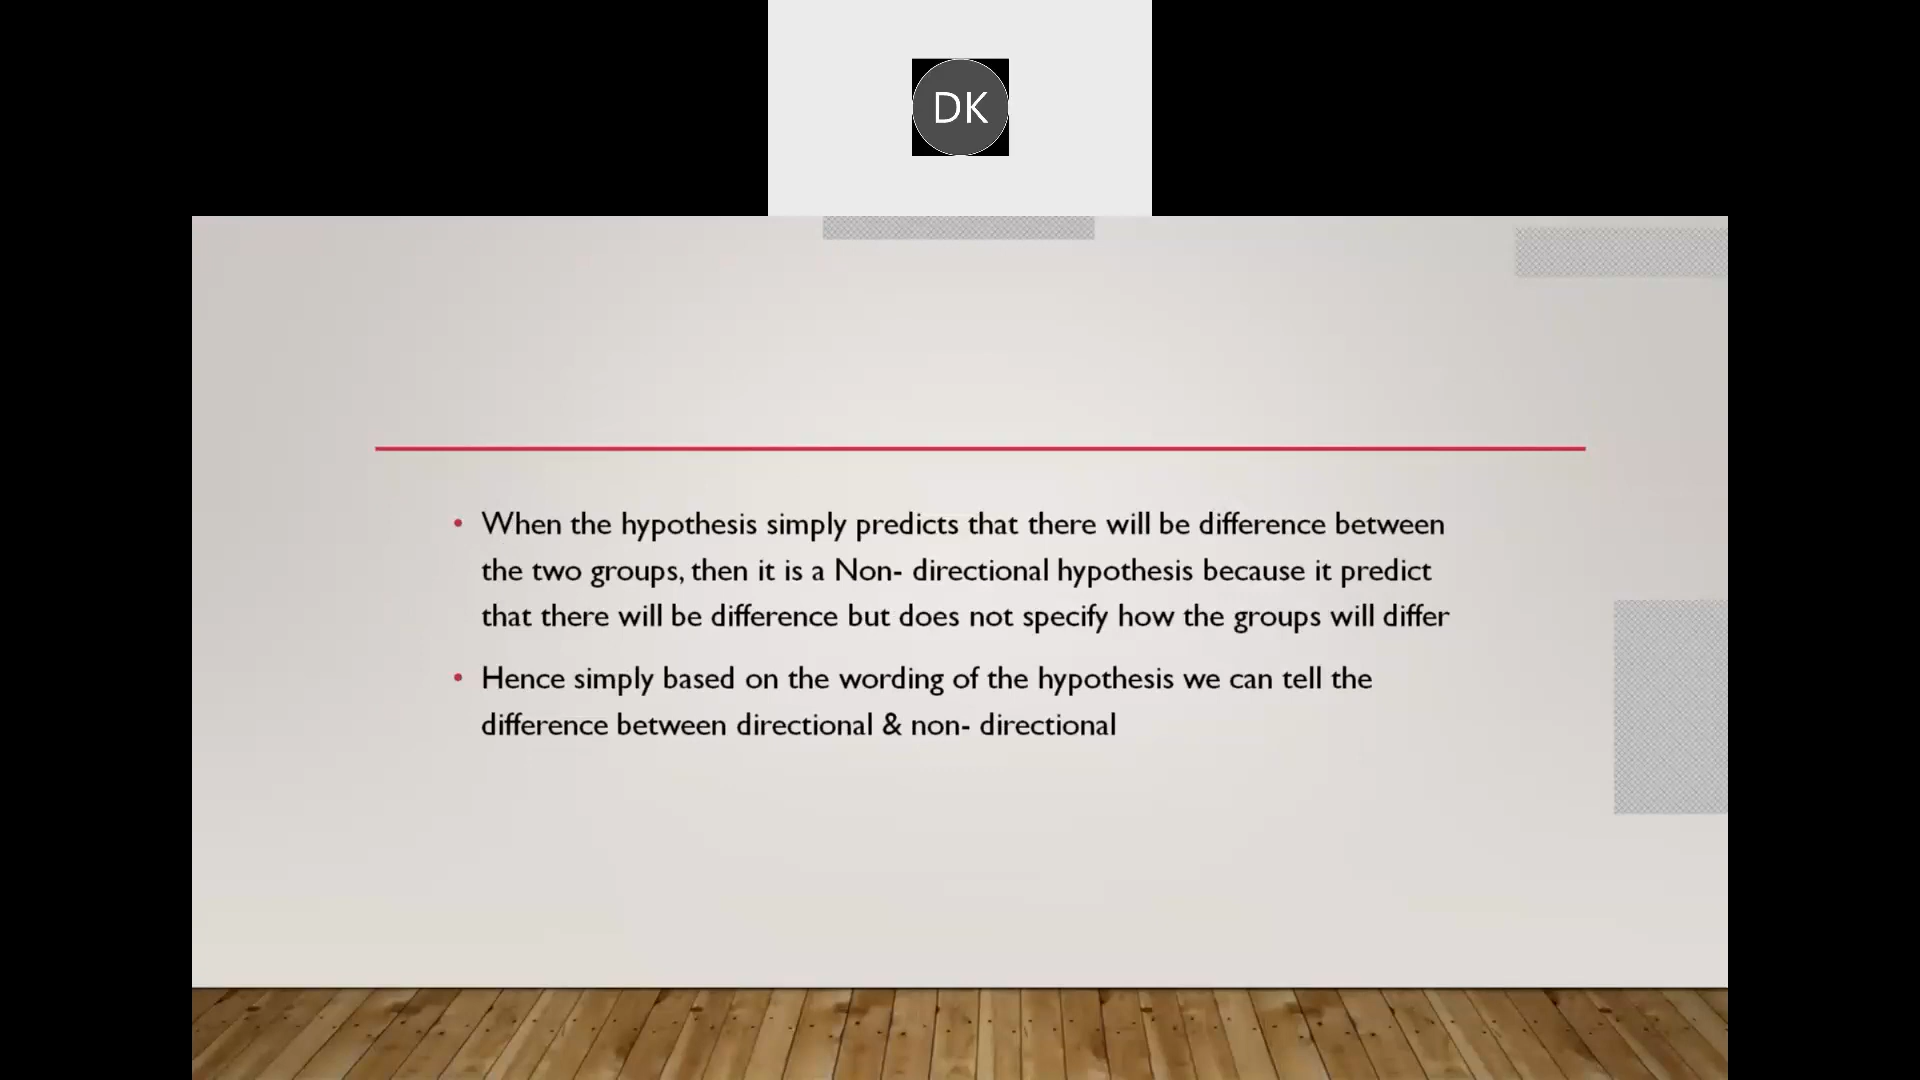 DK
• When the hypothesis simply predicts that there will be difference between
the two groups, then it is a Non- directional hypothesis because it predict
that there will be difference but does not specify how the groups will differ
• Hence simply based on the wording of the hypothesis we can tell the
difference between directional & non- directional